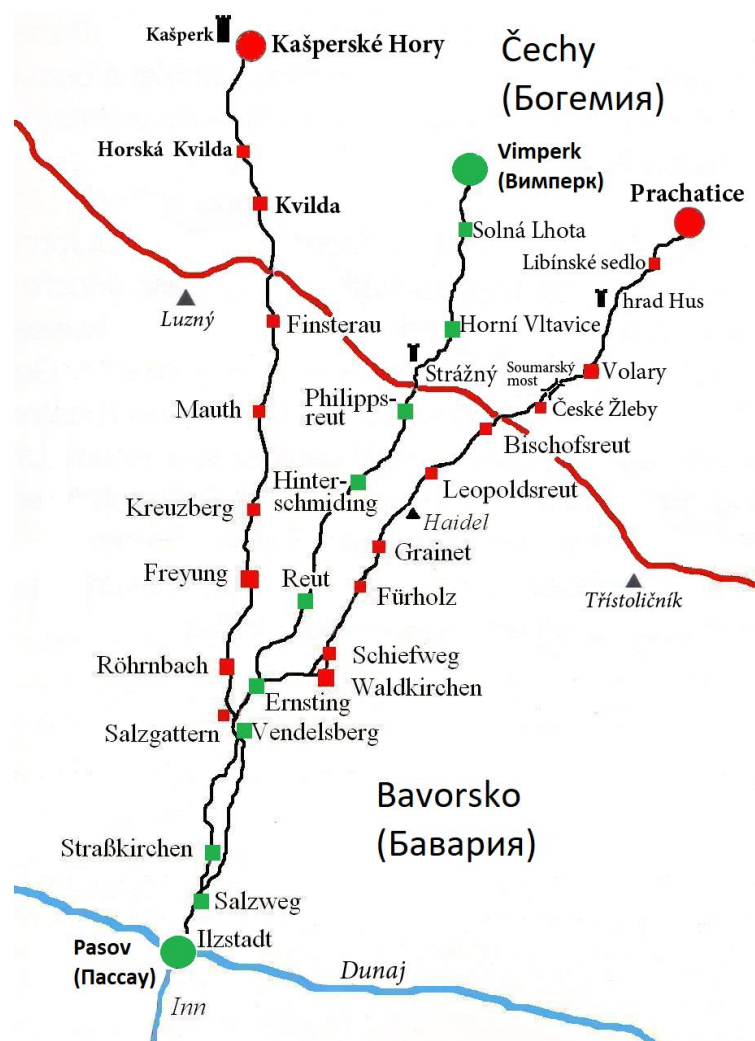 Kašperk
Kašperské Hory
Čechy
(Богемия)
Horská Kvilda
Vimperk
(Вимперк)
Prachatice
Kvilda
Solná Lhota
Libínské sedlo
Luzný
Finsterau
Horní Vltavice
hrad Hus
Strážný
Soumarský
most
Volary
Mauth
Philipps-
reut
České Žleby
Bischofsreut
Hinter-
schmiding
Leopoldsreut
Kreuzberg
Haidel
Grainet
Freyung
Reut
Fürholz
Třístoličník
Röhrnbach
Schiefweg
Waldkirchen
Ernsting
Salzgattern
Vendelsberg
Bavorsko
(Бавария)
Straßkirchen
Salzweg
Ilzstadt
Pasov
(Пассау)
Dunaj
Inn